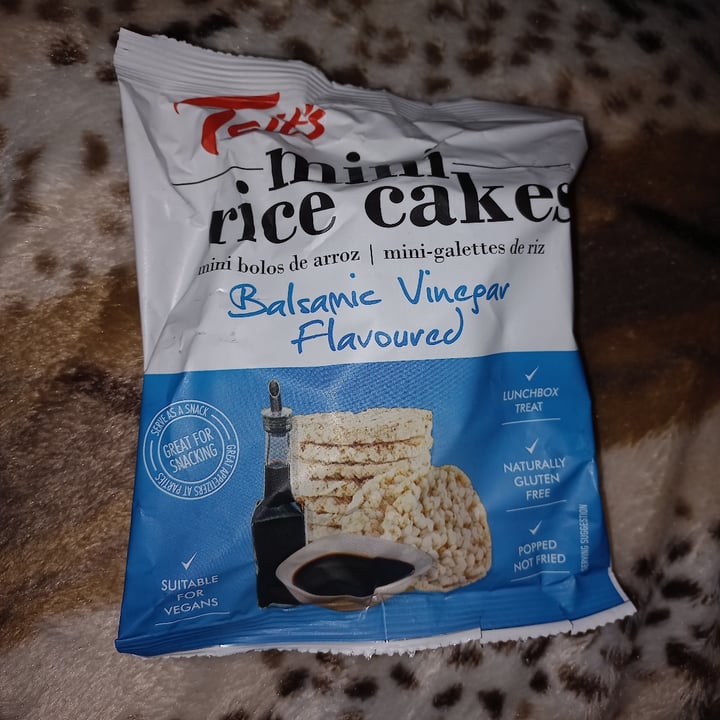 mini
rice cakes
mini bolos de arroz | mini-galettes de riz
Balsamic Vinegar
Flavoured
SERVE AS A SNACK
GREAT FOR
SNACKING
GREAT APPETIZERS AT PARTIES
LUNCHBOX
TREAT
NATURALLY
GLUTEN
FREE
POPPED
NOT FRIED
SERVING SUGGESTION
SUITABLE
FOR
VEGANS